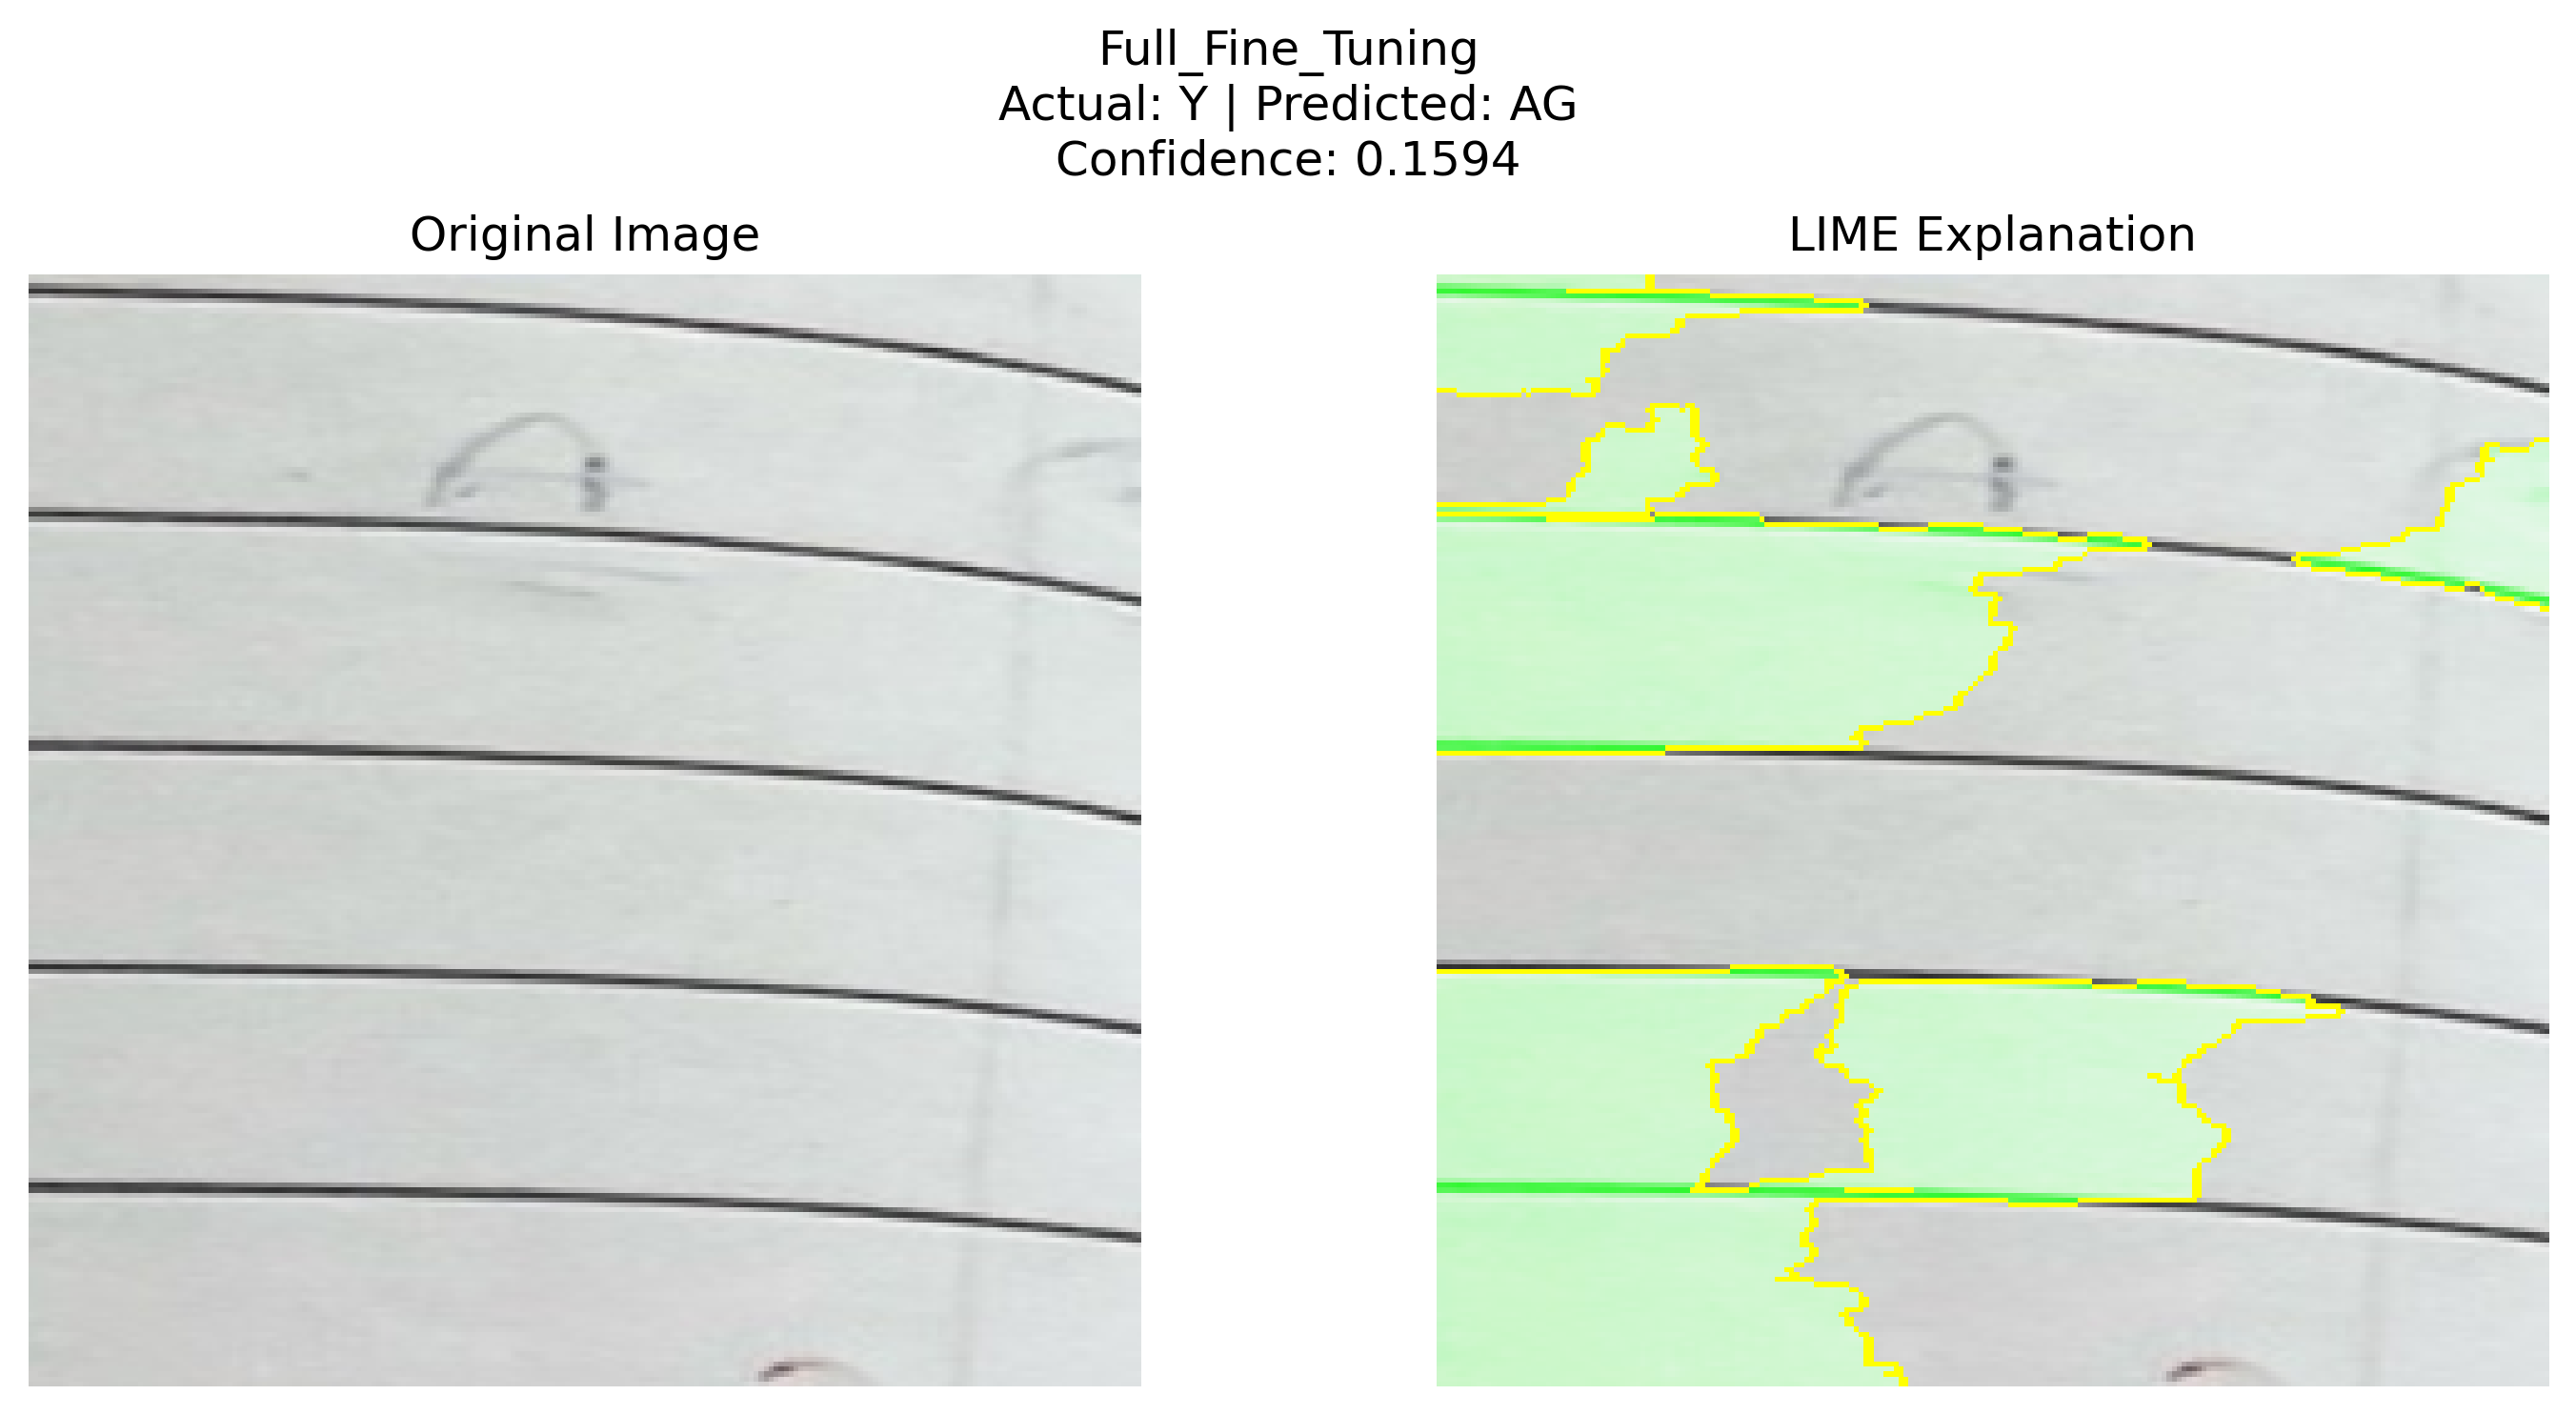 Full_Fine_Tuning
Actual: Y | Predicted: AG
Confidence: 0.1594
Original Image
LIME Explanation